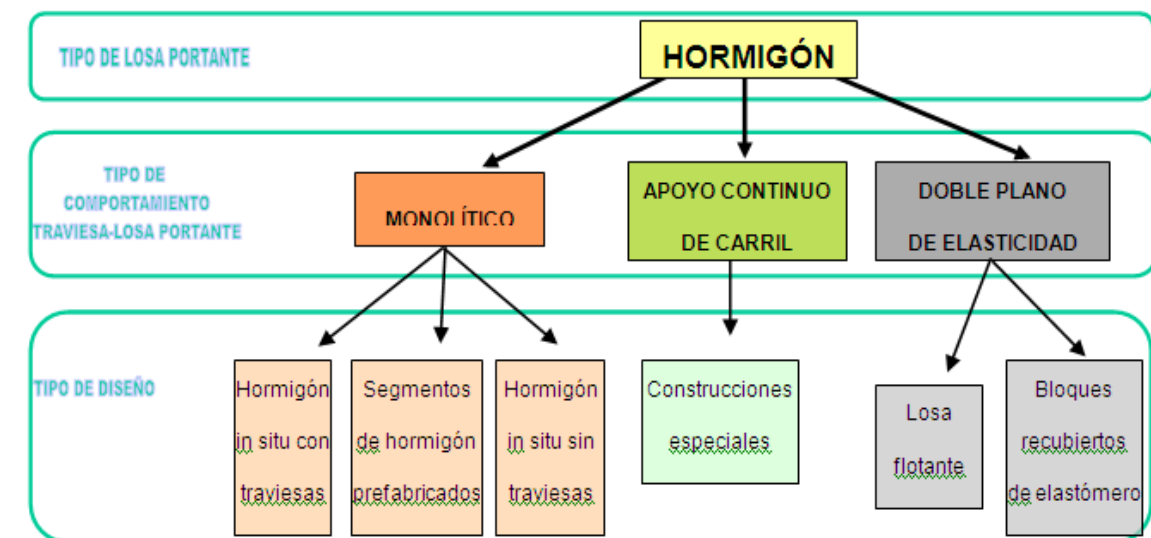 TIPO DE LOSA PORTANTE
HORMIGÓN
TIPO DE
COMPORTAMIENTO
TRAVIESA-LOSA PORTANTE
MONOLÍTICO
APOYO CONTINUO
DE CARRIL
DOBLE PLANO
DE ELASTICIDAD
TIPO DE DISEÑO
Hormigón
in situ con
traviesas
Segmentos
de hormigón
prefabricados
Hormigón
in situ sin
traviesas
Construcciones
especiales
Losa
flotante
Bloques
recubiertos
de elastómero